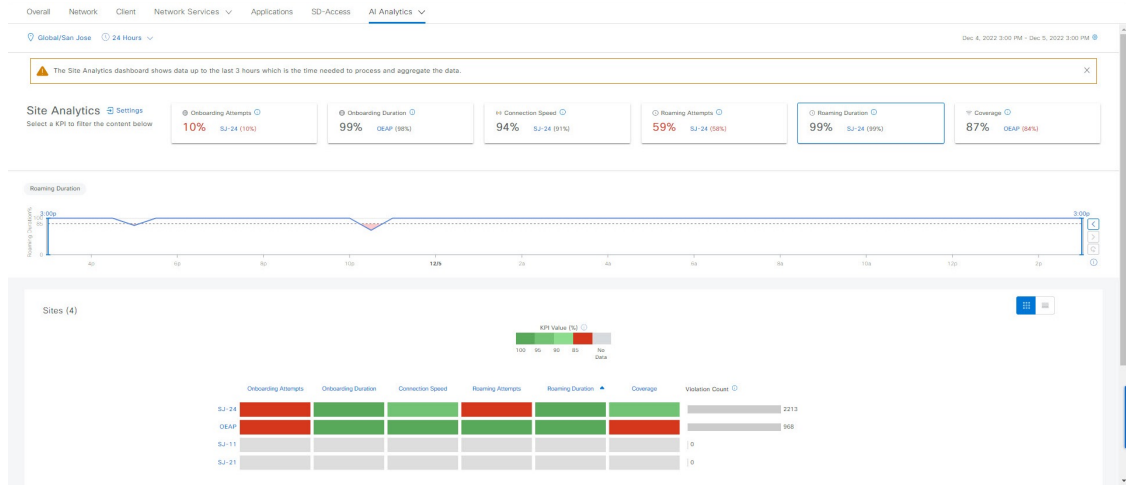 Overall Network Client Network Services Applications SD-Access AI Analytics
Global/San Jose 24 Hours Dec 4, 2022 3:00 PM - Dec 5, 2022 3:00 PM
The Site Analytics dashboard shows data up to the last 3 hours which is the time needed to process and aggregate the data.
Site Analytics Settings
Select a KPI to filter the content below
Onboarding Attempts
10% SJ-24 (10%)
Onboarding Duration
99% OEAP (98%)
Connection Speed
94% SJ-24 (91%)
Roaming Attempts
59% SJ-24 (58%)
Roaming Duration
99% SJ-24 (99%)
Coverage
87% OEAP (84%)
Roaming Duration
3:00p 3:00p
100
85
0
4p 6p 8p 10p 12/5 2a 4a 6a 8a 10a 12p 2p
Sites (4)
KPI Value (%)
100 95 90 85 No Data
Onboarding Attempts Onboarding Duration Connection Speed Roaming Attempts Roaming Duration Coverage Violation Count
SJ-24 2213
OEAP 968
SJ-11 0
SJ-21 0